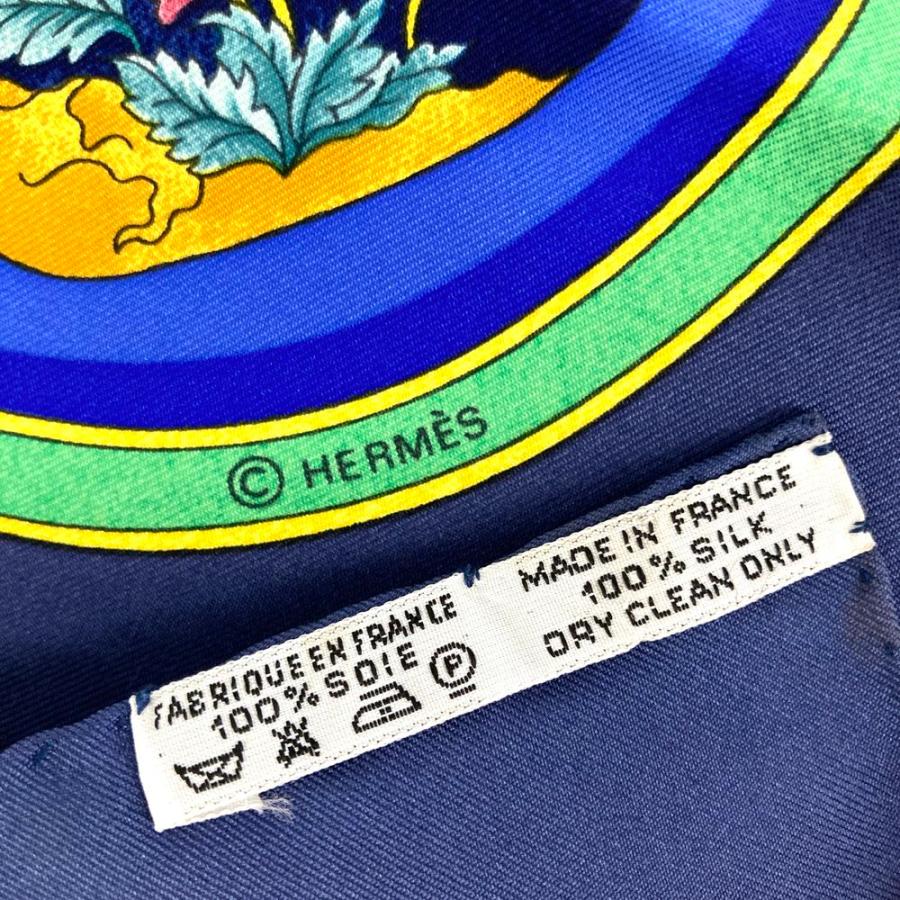 © HERMÈS
FABRIQUE EN FRANCE
100% SOIE
P
MADE IN FRANCE
100% SILK
DRY CLEAN ONLY